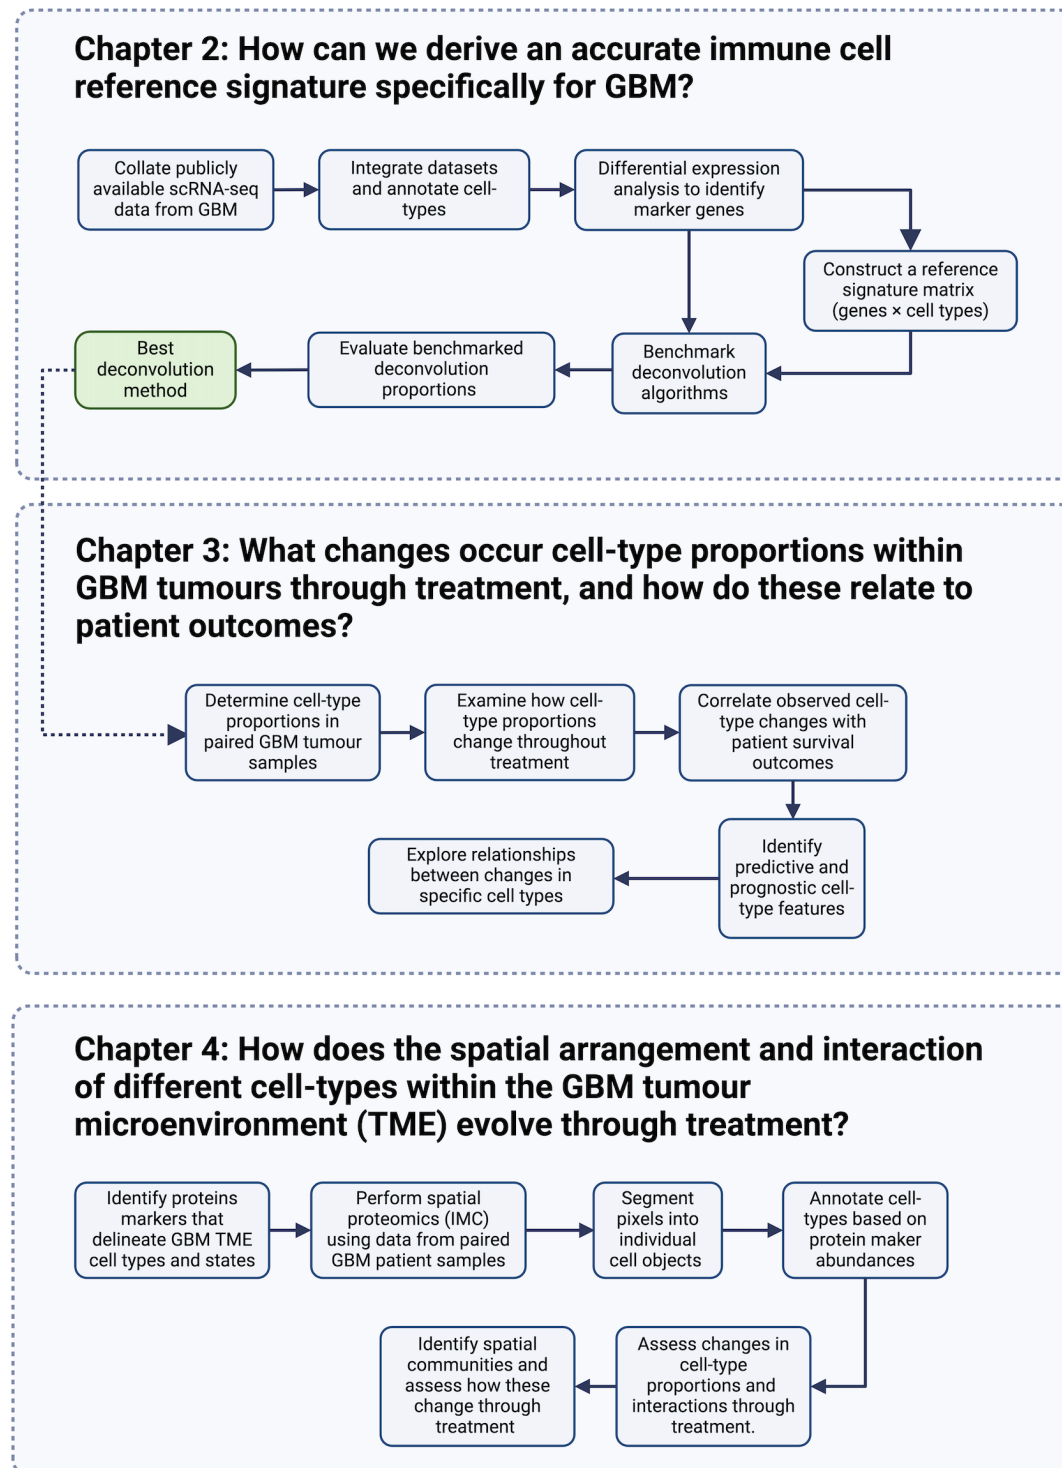 Chapter 2: How can we derive an accurate immune cell
reference signature specifically for GBM?
Collate publicly
available scRNA-seq
data from GBM
Integrate datasets
and annotate cell-
types
Differential expression
analysis to identify
marker genes
Construct a reference
signature matrix
(genes × cell types)
Benchmark
deconvolution
algorithms
Evaluate benchmarked
deconvolution
proportions
Best
deconvolution
method
Chapter 3: What changes occur cell-type proportions within
GBM tumours through treatment, and how do these relate to
patient outcomes?
Determine cell-type
proportions in
paired GBM tumour
samples
Examine how cell-
type proportions
change throughout
treatment
Correlate observed cell-
type changes with
patient survival
outcomes
Identify
predictive and
prognostic cell-
type features
Explore relationships
between changes in
specific cell types
Chapter 4: How does the spatial arrangement and interaction
of different cell-types within the GBM tumour
microenvironment (TME) evolve through treatment?
Identify proteins
markers that
delineate GBM TME
cell types and states
Perform spatial
proteomics (IMC)
using data from paired
GBM patient samples
Segment
pixels into
individual
cell objects
Annotate cell-
types based on
protein maker
abundances
Assess changes in
cell-type
proportions and
interactions through
treatment.
Identify spatial
communities and
assess how these
change through
treatment